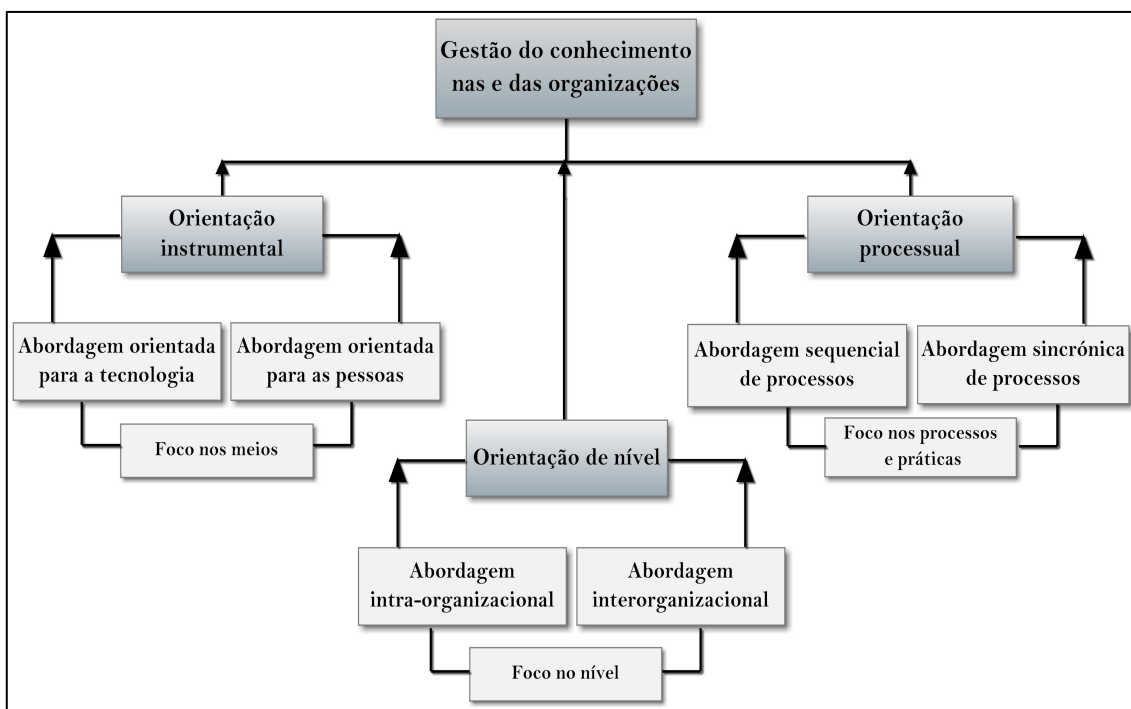 Gestão do conhecimento
nas e das organizações
Orientação
instrumental
Orientação
processual
Abordagem orientada
para a tecnologia
Abordagem orientada
para as pessoas
Abordagem sequencial
de processos
Abordagem sincrónica
de processos
Foco nos meios
Foco nos processos
e práticas
Orientação de nível
Abordagem
intra-organizacional
Abordagem
interorganizacional
Foco no nível